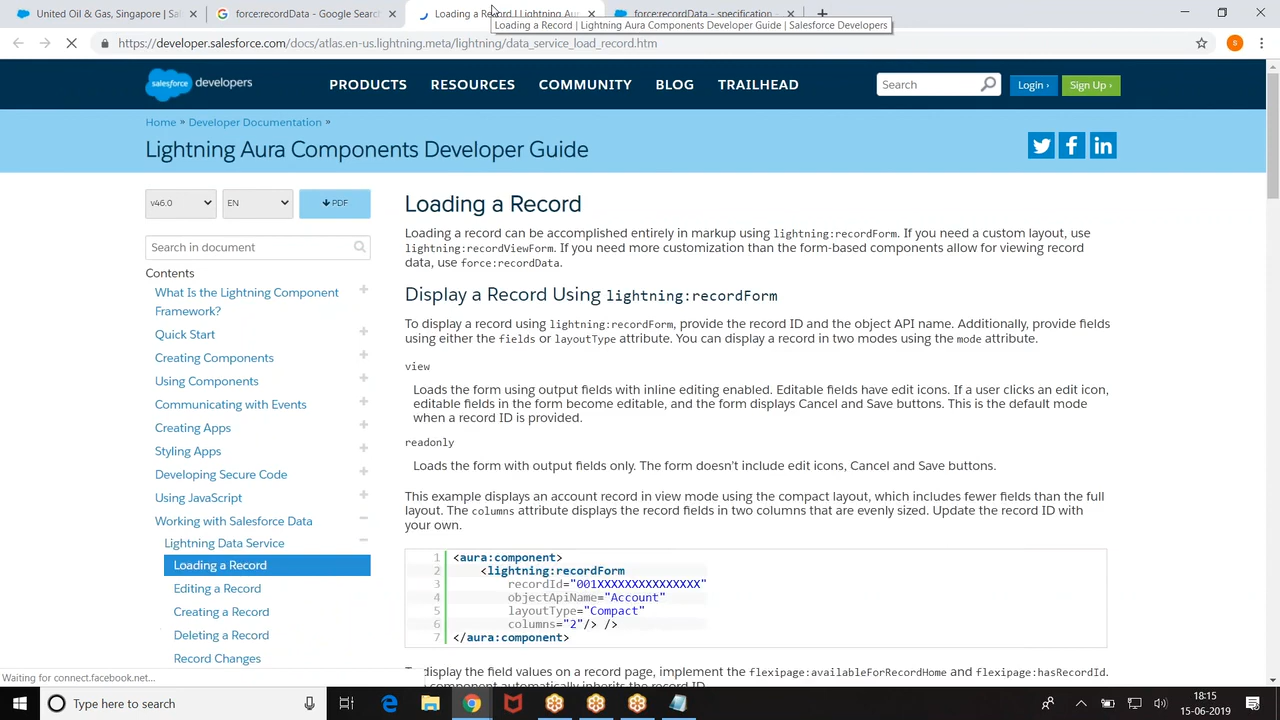 United Oil & Gas, Singapore | Sal
force:recordData - Google Search
Loading a Record | Lightning Aur
force:recordData - specification -
Loading a Record | Lightning Aura Components Developer Guide | Salesforce Developers
https://developer.salesforce.com/docs/atlas.en-us.lightning.meta/lightning/data_service_load_record.htm
S
salesforce developers
PRODUCTS
RESOURCES
COMMUNITY
BLOG
TRAILHEAD
Search
Login ›
Sign Up ›
Home » Developer Documentation »
Lightning Aura Components Developer Guide
v46.0
EN
PDF
Search in document
Contents
What Is the Lightning Component
Framework?
Quick Start
Creating Components
Using Components
Communicating with Events
Creating Apps
Styling Apps
Developing Secure Code
Using JavaScript
Working with Salesforce Data
Lightning Data Service
Loading a Record
Editing a Record
Creating a Record
Deleting a Record
Record Changes
Loading a Record
Loading a record can be accomplished entirely in markup using lightning:recordForm. If you need a custom layout, use
lightning:recordViewForm. If you need more customization than the form-based components allow for viewing record
data, use force:recordData.
Display a Record Using lightning:recordForm
To display a record using lightning:recordForm, provide the record ID and the object API name. Additionally, provide fields
using either the fields or layoutType attribute. You can display a record in two modes using the mode attribute.
view
Loads the form using output fields with inline editing enabled. Editable fields have edit icons. If a user clicks an edit icon,
editable fields in the form become editable, and the form displays Cancel and Save buttons. This is the default mode
when a record ID is provided.
readonly
Loads the form with output fields only. The form doesn't include edit icons, Cancel and Save buttons.
This example displays an account record in view mode using the compact layout, which includes fewer fields than the full
layout. The columns attribute displays the record fields in two columns that are evenly sized. Update the record ID with
your own.
1 <aura:component>
2 <lightning:recordForm
3 recordId="001XXXXXXXXXXXXXXX"
4 objectApiName="Account"
5 layoutType="Compact"
6 columns="2"/> />
7 </aura:component>
display the field values on a record page, implement the flexipage:availableForRecordHome and flexipage:hasRecordId.
component automatically inherits the record ID.
Waiting for connect.facebook.net...
Type here to search
18:15
15-06-2019